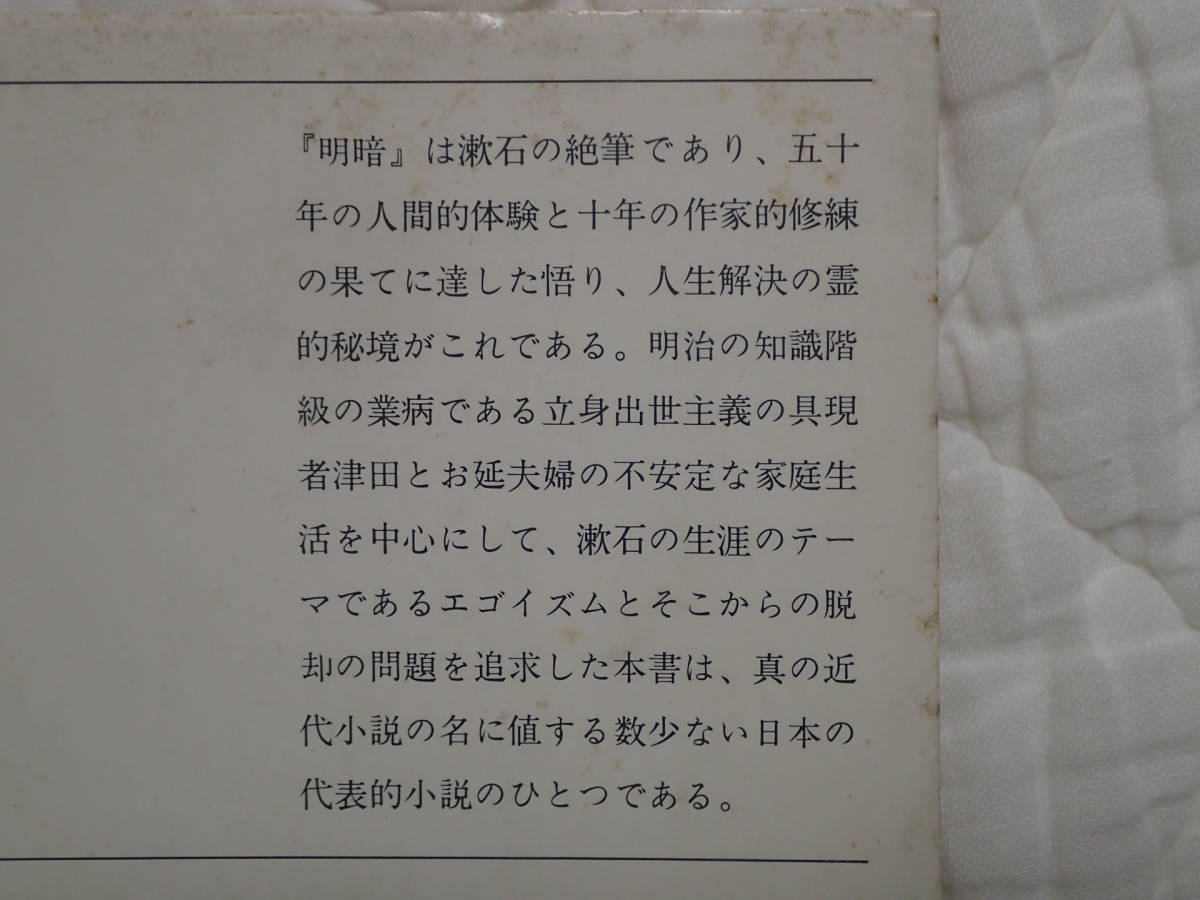 『明暗』は漱石の絶筆であり、五十
年の人間的体験と十年の作家的修練
の果てに達した悟り、人生解決の霊
的秘境がこれである。明治の知識階
級の業病である立身出世主義の具現
者津田とお延夫婦の不安定な家庭生
活を中心にして、漱石の生涯のテー
マであるエゴイズムとそこからの脱
却の問題を追求した本書は、真の近
代小説の名に値する数少ない日本の
代表的小説のひとつである。